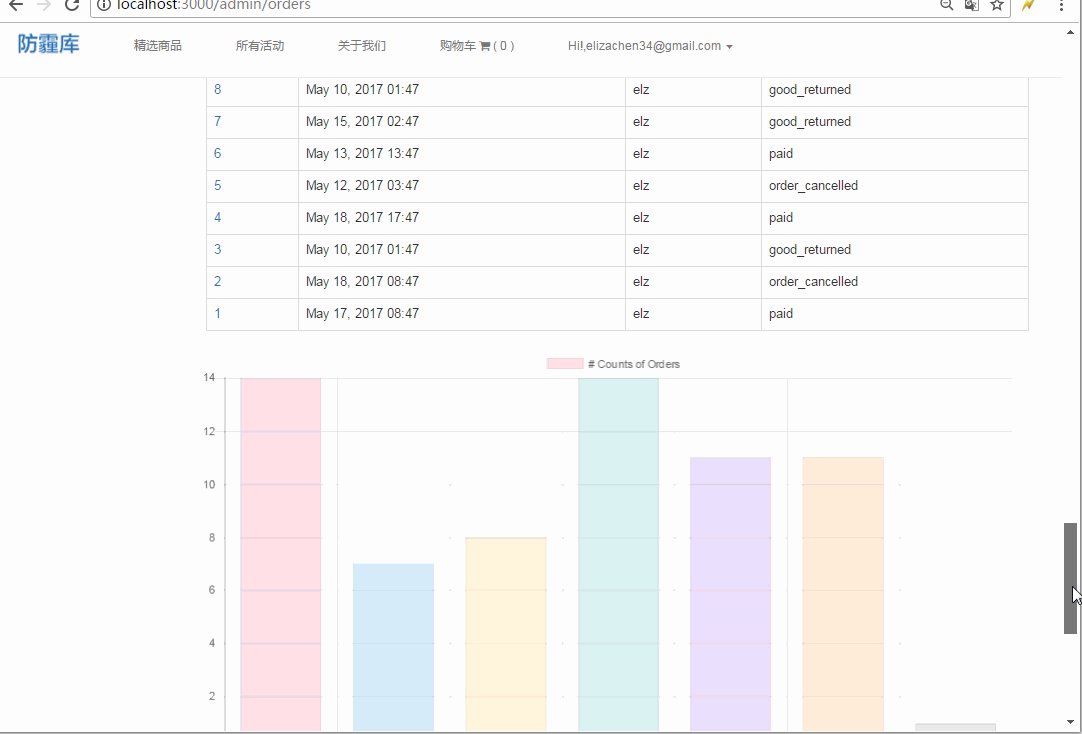 localhost:3000/admin/orders
防霾库 精选商品 所有活动 关于我们 购物车 ( 0 ) Hi!,elizachen34@gmail.com
8 May 10, 2017 01:47 elz good_returned
7 May 15, 2017 02:47 elz good_returned
6 May 13, 2017 13:47 elz paid
5 May 12, 2017 03:47 elz order_cancelled
4 May 18, 2017 17:47 elz paid
3 May 10, 2017 01:47 elz good_returned
2 May 18, 2017 08:47 elz order_cancelled
1 May 17, 2017 08:47 elz paid
# Counts of Orders
14
12
10
8
6
4
2